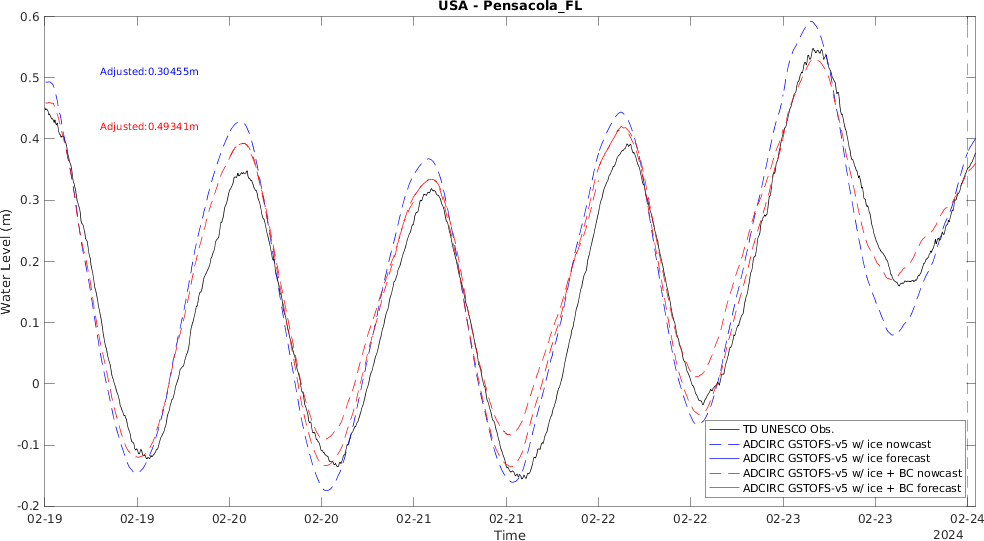 USA - Pensacola_FL
0.6
0.5
0.4
0.3
0.2
0.1
0
-0.1
-0.2
Water Level (m)
Adjusted:0.30455m
Adjusted:0.49341m
TD UNESCO Obs.
ADCIRC GSTOFS-v5 w/ ice nowcast
ADCIRC GSTOFS-v5 w/ ice forecast
ADCIRC GSTOFS-v5 w/ ice + BC nowcast
ADCIRC GSTOFS-v5 w/ ice + BC forecast
02-19 02-19 02-20 02-20 02-21 02-21 02-22 02-22 02-23 02-23 02-24
Time
2024